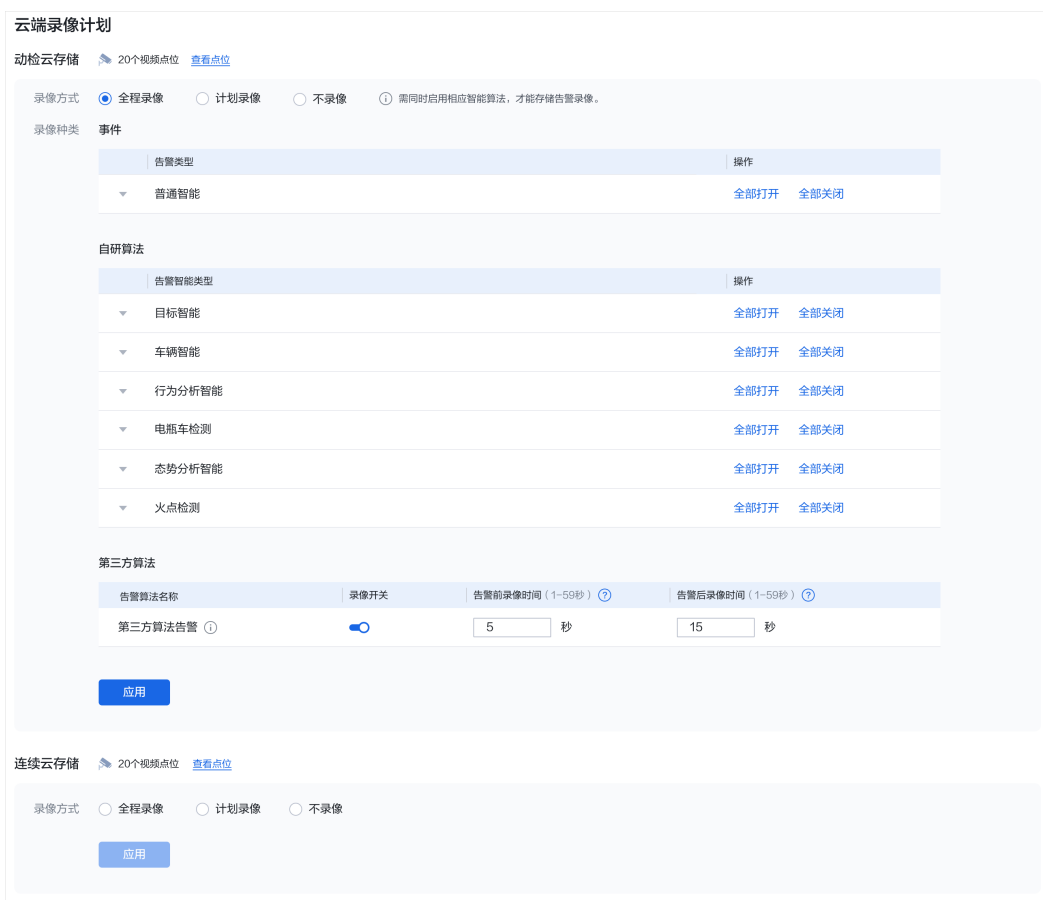 云端录像计划
动检云存储 20个视频点位 查看点位
录像方式 全程录像 计划录像 不录像 需同时启用相应智能算法，才能存储告警录像。
录像种类 事件
告警类型 操作
普通智能 全部打开 全部关闭
自研算法
告警智能类型 操作
目标智能 全部打开 全部关闭
车辆智能 全部打开 全部关闭
行为分析智能 全部打开 全部关闭
电瓶车检测 全部打开 全部关闭
态势分析智能 全部打开 全部关闭
火点检测 全部打开 全部关闭
第三方算法
告警算法名称 录像开关 告警前录像时间（1-59秒） 告警后录像时间（1-59秒）
第三方算法告警 5 秒 15 秒
应用
连续云存储 20个视频点位 查看点位
录像方式 全程录像 计划录像 不录像
应用